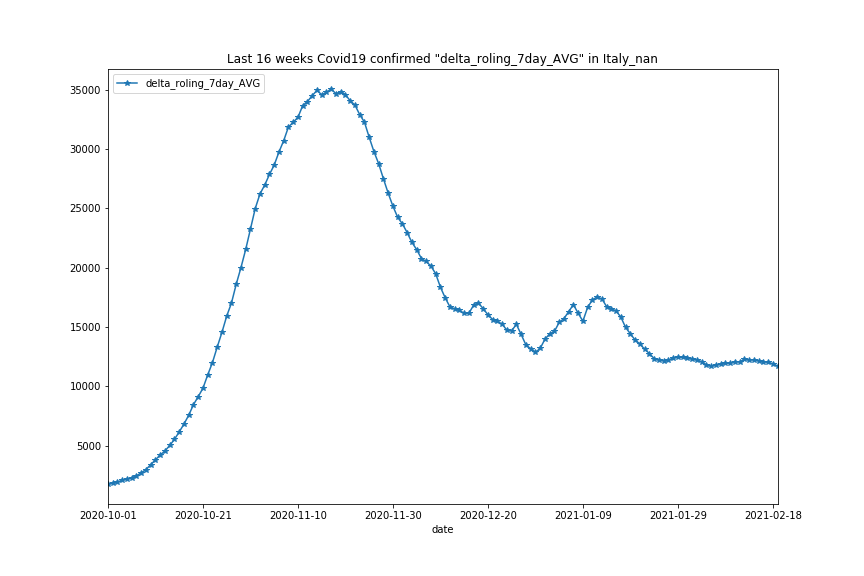 Last 16 weeks Covid19 confirmed "delta_roling_7day_AVG" in Italy_nan
delta_roling_7day_AVG
35000
30000
25000
20000
15000
10000
5000
2020-10-01 2020-10-21 2020-11-10 2020-11-30 2020-12-20 2021-01-09 2021-01-29 2021-02-18
date